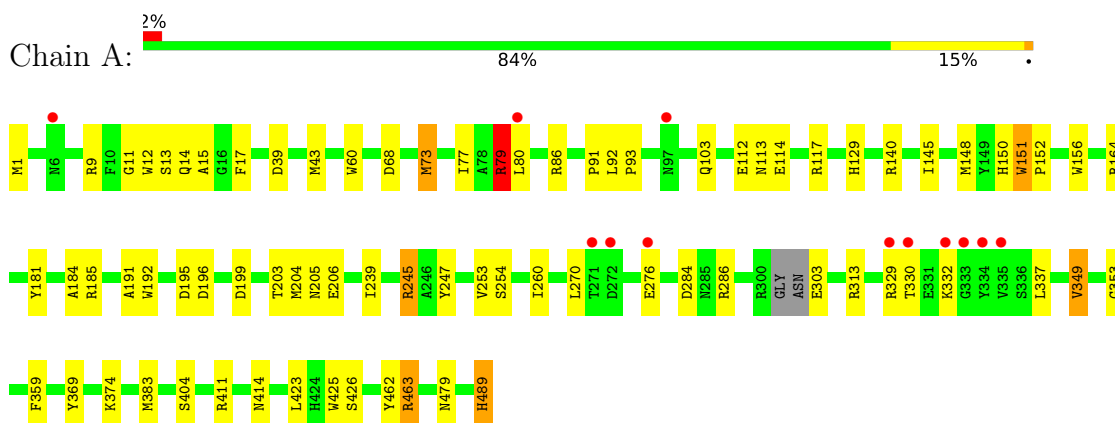 2%
Chain A:
84% 15% •
M1 N6 R9 F10 G11 W12 S13 Q14 A15 G16 F17 D39 M43 W60 D68 M73 I77 A78 R79 L80 R86 P91 L92 P93 N97 Q103 E112 N113 E114 R117 H129 R140 I145 M148 Y149 H150 W151 P152 W156
Y181 A184 R185 A191 W192 D195 D196 D199 T203 M204 N205 E206 I239 R245 A246 Y247 V253 S254 I260 L270 T271 D272 E276 D284 N285 R286 R300 GLY ASN E303 R313 R329 T330 E331 K332 G333 Y334 V335 S336 L337 V349
F359 Y369 K374 M383 S404 R411 N414 L423 H424 W425 S426 Y462 R463 N479 H489